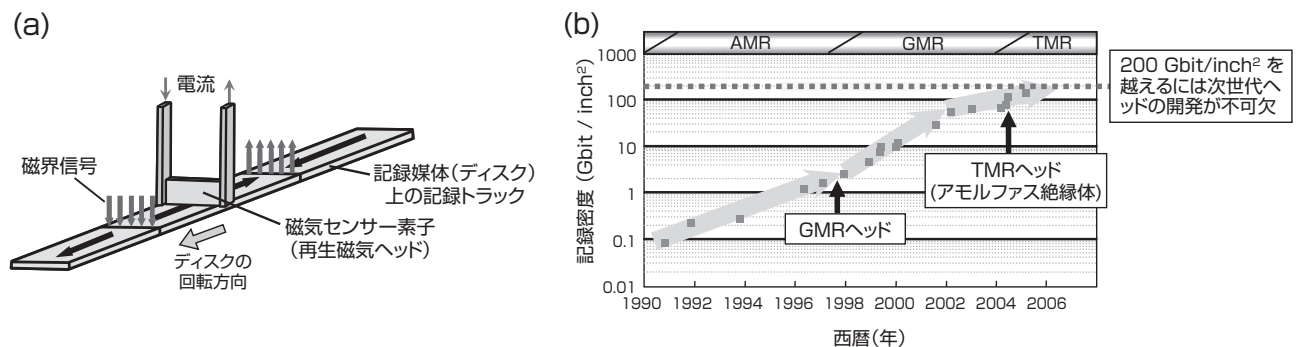 (a)
電流
磁界信号
記録媒体(ディスク)
上の記録トラック
磁気センサー素子
(再生磁気ヘッド)
ディスクの
回転方向
(b)
AMR
GMR
TMR
1000
100
10
1
0.1
0.01
記録密度 (Gbit / inch²)
200 Gbit/inch² を
越えるには次世代ヘ
ッドの開発が不可欠
TMRヘッド
(アモルファス絶縁体)
GMRヘッド
1990 1992 1994 1996 1998 2000 2002 2004 2006
西暦(年)